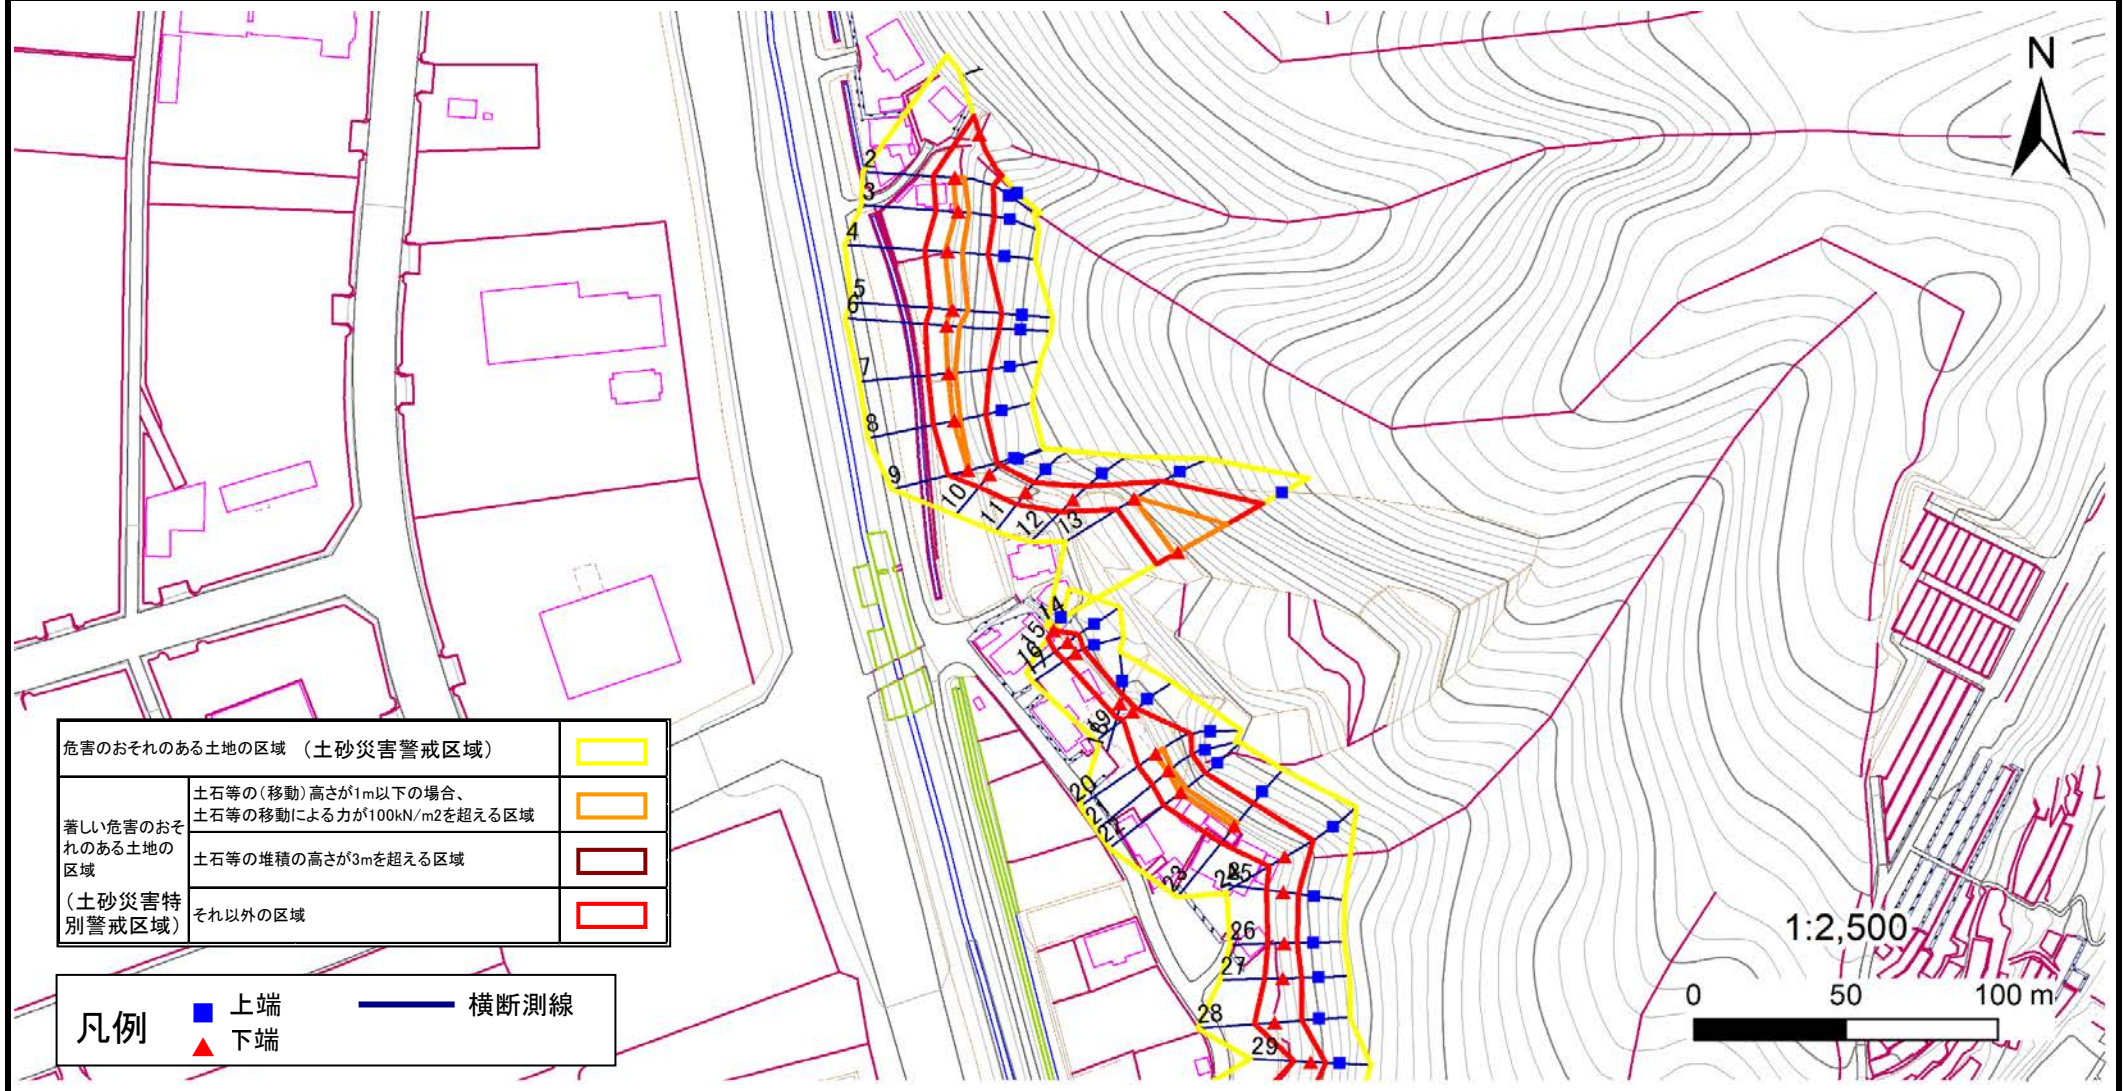 N
1
2
3
4
5
6
7
8
9
10
11
12
13
14
15
16
19
20
22
23
25
26
27
28
29
危害のおそれのある土地の区域 (土砂災害警戒区域)
著しい危害のおそ
れのある土地の
区域
(土砂災害特
別警戒区域)
土石等の(移動)高さが1m以下の場合、
土石等の移動による力が100kN/m2を超える区域
土石等の堆積の高さが3mを超える区域
それ以外の区域
凡例
上端
下端
横断測線
1:2,500
0 50 100 m